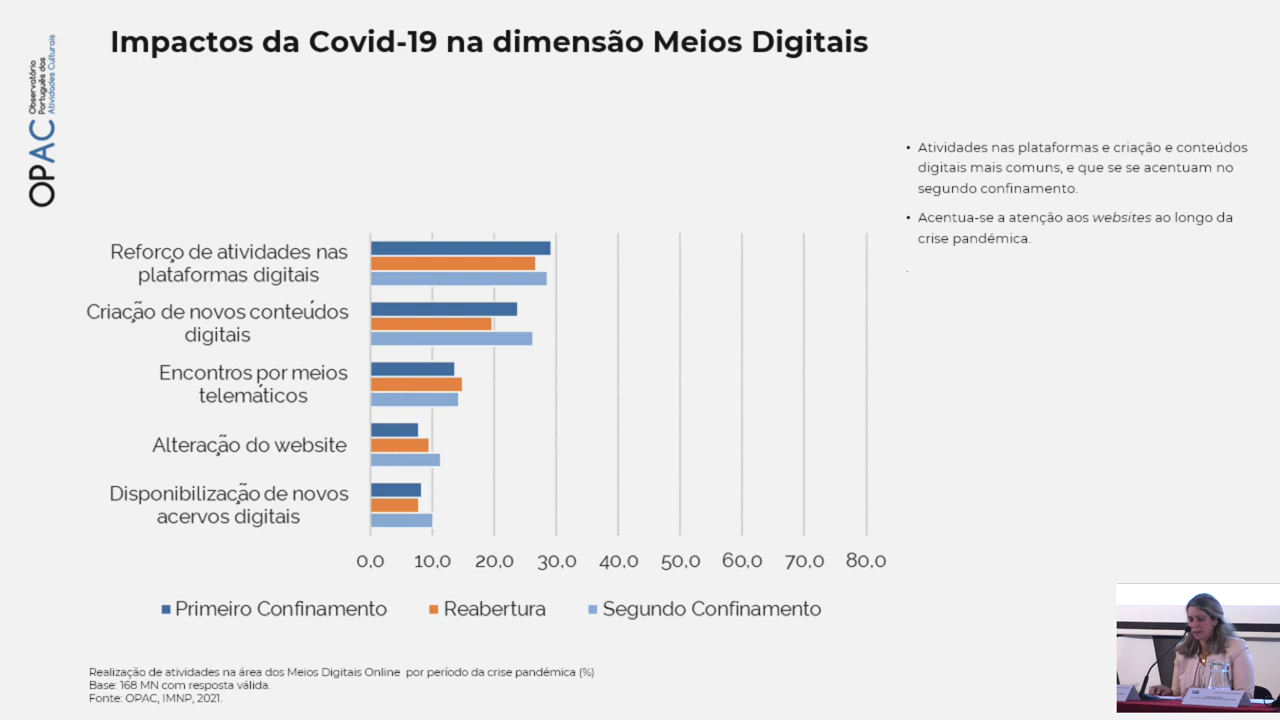 Impactos da Covid-19 na dimensão Meios Digitais
OPAC
Observatório
Português das
Atividades Culturais
Atividades nas plataformas e criação e conteúdos
digitais mais comuns, e que se se acentuam no
segundo confinamento.
Acentua-se a atenção aos websites ao longo da
crise pandémica.
.
Reforço de atividades nas
plataformas digitais
Criação de novos conteúdos
digitais
Encontros por meios
telemáticos
Alteração do website
Disponibilização de novos
acervos digitais
0,0 10,0 20,0 30,0 40,0 50,0 60,0 70,0 80,0
Primeiro Confinamento Reabertura Segundo Confinamento
Realização de atividades na área dos Meios Digitais Online por período da crise pandémica (%)
Base: 168 MN com resposta válida.
Fonte: OPAC, IMNP, 2021.